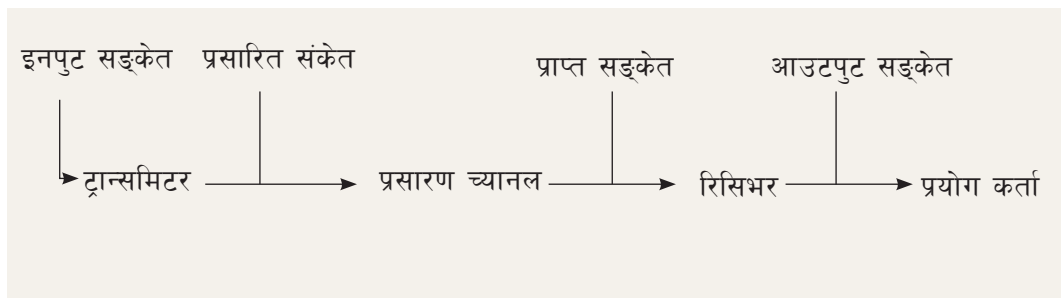 इनपुट सङ्केत प्रसारित संकेत प्राप्त सङ्केत आउटपुट सङ्केत
ट्रान्समिटर प्रसारण च्यानल रिसिभर प्रयोग कर्ता